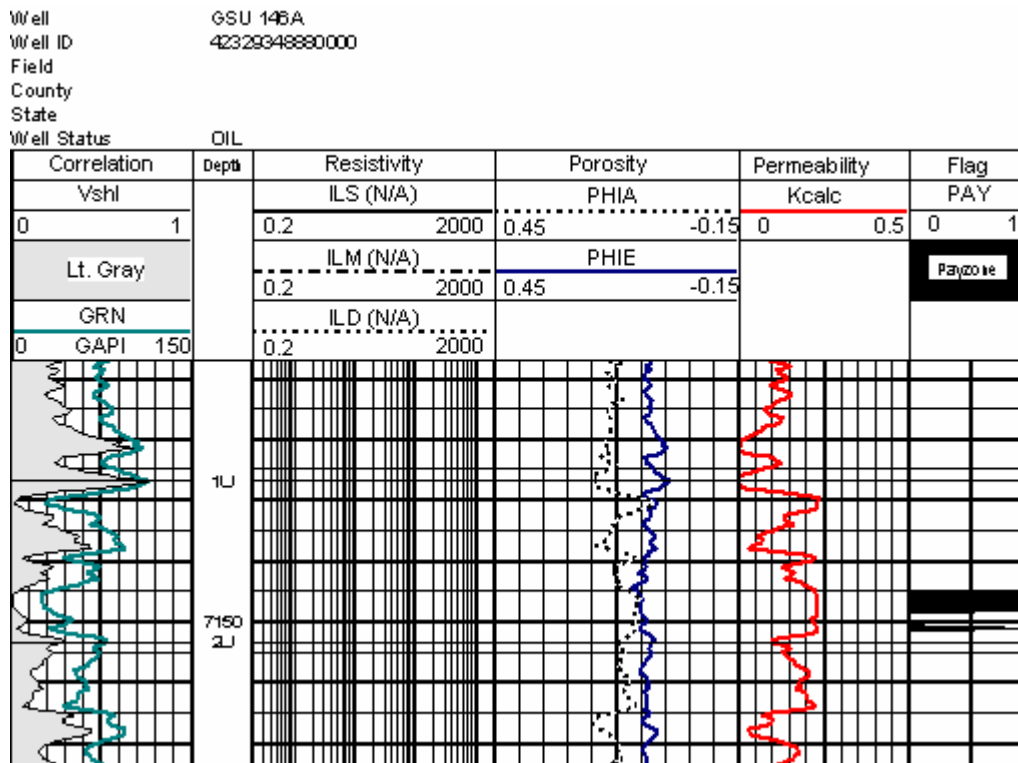 Well GSU 146A
Well ID 42329348880000
Field
County
State
Well Status OIL
Correlation Depth Resistivity Porosity Permeability Flag
Vshl ILS (N/A) PHIA Kcalc PAY
0 1 0.2 2000 0.45 -0.15 0 0.5 0 1
Lt. Gray ILM (N/A) PHIE Payzone
0.2 2000 0.45 -0.15
GRN ILD (N/A)
0 GAPI 150 0.2 2000
1U
7150
2U